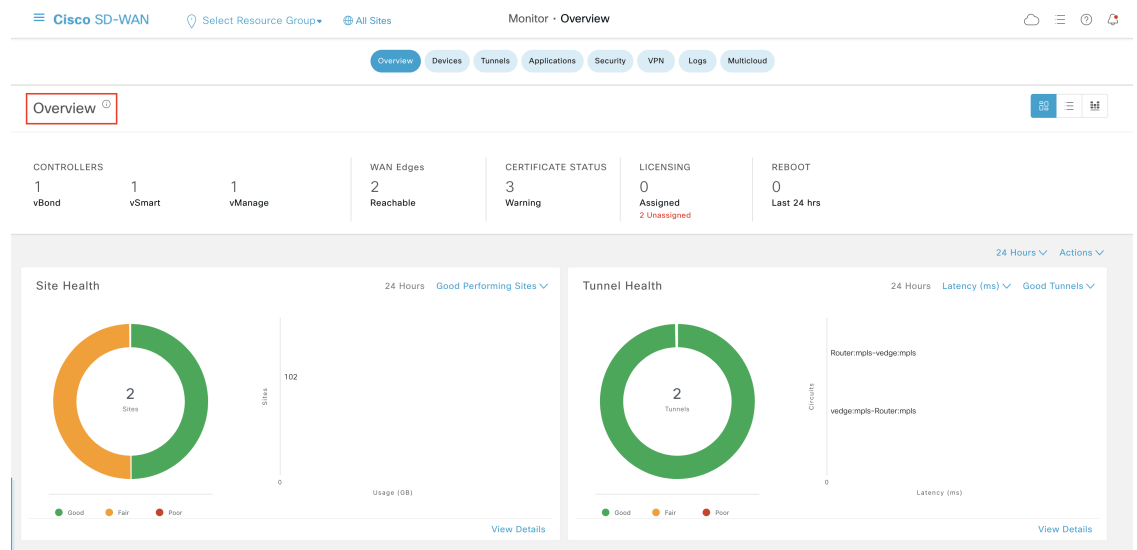 Cisco SD-WAN
Select Resource Group
All Sites
Monitor · Overview
Overview
Devices
Tunnels
Applications
Security
VPN
Logs
Multicloud
Overview
CONTROLLERS
1
vBond
1
vSmart
1
vManage
WAN Edges
2
Reachable
CERTIFICATE STATUS
3
Warning
LICENSING
0
Assigned
2 Unassigned
REBOOT
0
Last 24 hrs
24 Hours
Actions
Site Health
24 Hours
Good Performing Sites
2
Sites
Sites
102
0
Usage (GB)
Good
Fair
Poor
View Details
Tunnel Health
24 Hours
Latency (ms)
Good Tunnels
2
Tunnels
Circuits
Router:mpls-vedge:mpls
vedge:mpls-Router:mpls
0
Latency (ms)
Good
Fair
Poor
View Details